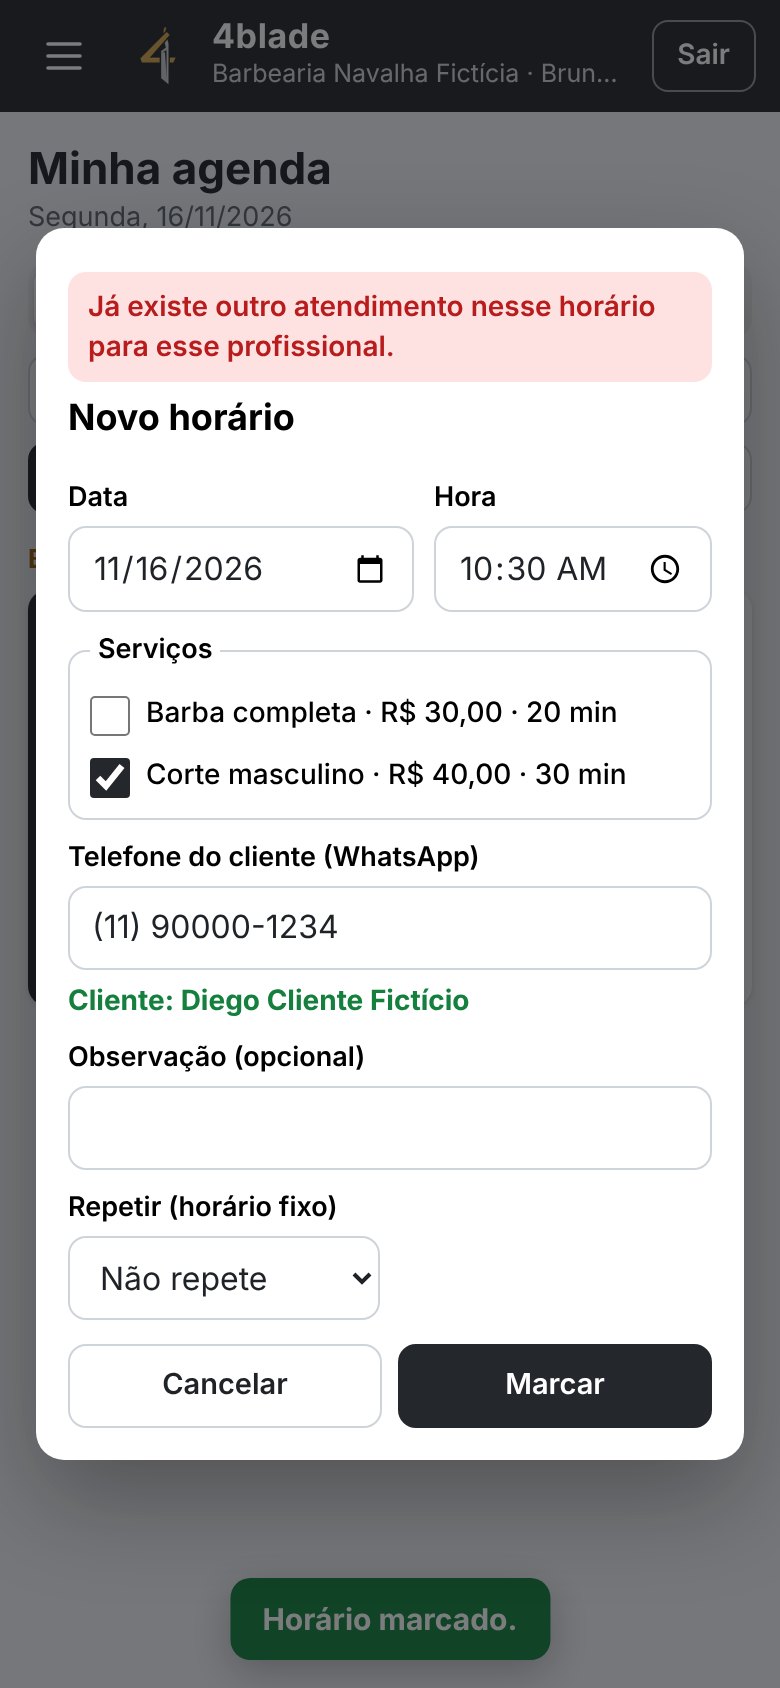 4blade
Barbearia Navalha Fictícia · Brun...
Sair
Minha agenda
Segunda, 16/11/2026
Já existe outro atendimento nesse horário
para esse profissional.
Novo horário
Data
Hora
11/16/2026
10:30 AM
Serviços
Barba completa · R$ 30,00 · 20 min
Corte masculino · R$ 40,00 · 30 min
Telefone do cliente (WhatsApp)
(11) 90000-1234
Cliente: Diego Cliente Fictício
Observação (opcional)
Repetir (horário fixo)
Não repete
Cancelar
Marcar
Horário marcado.